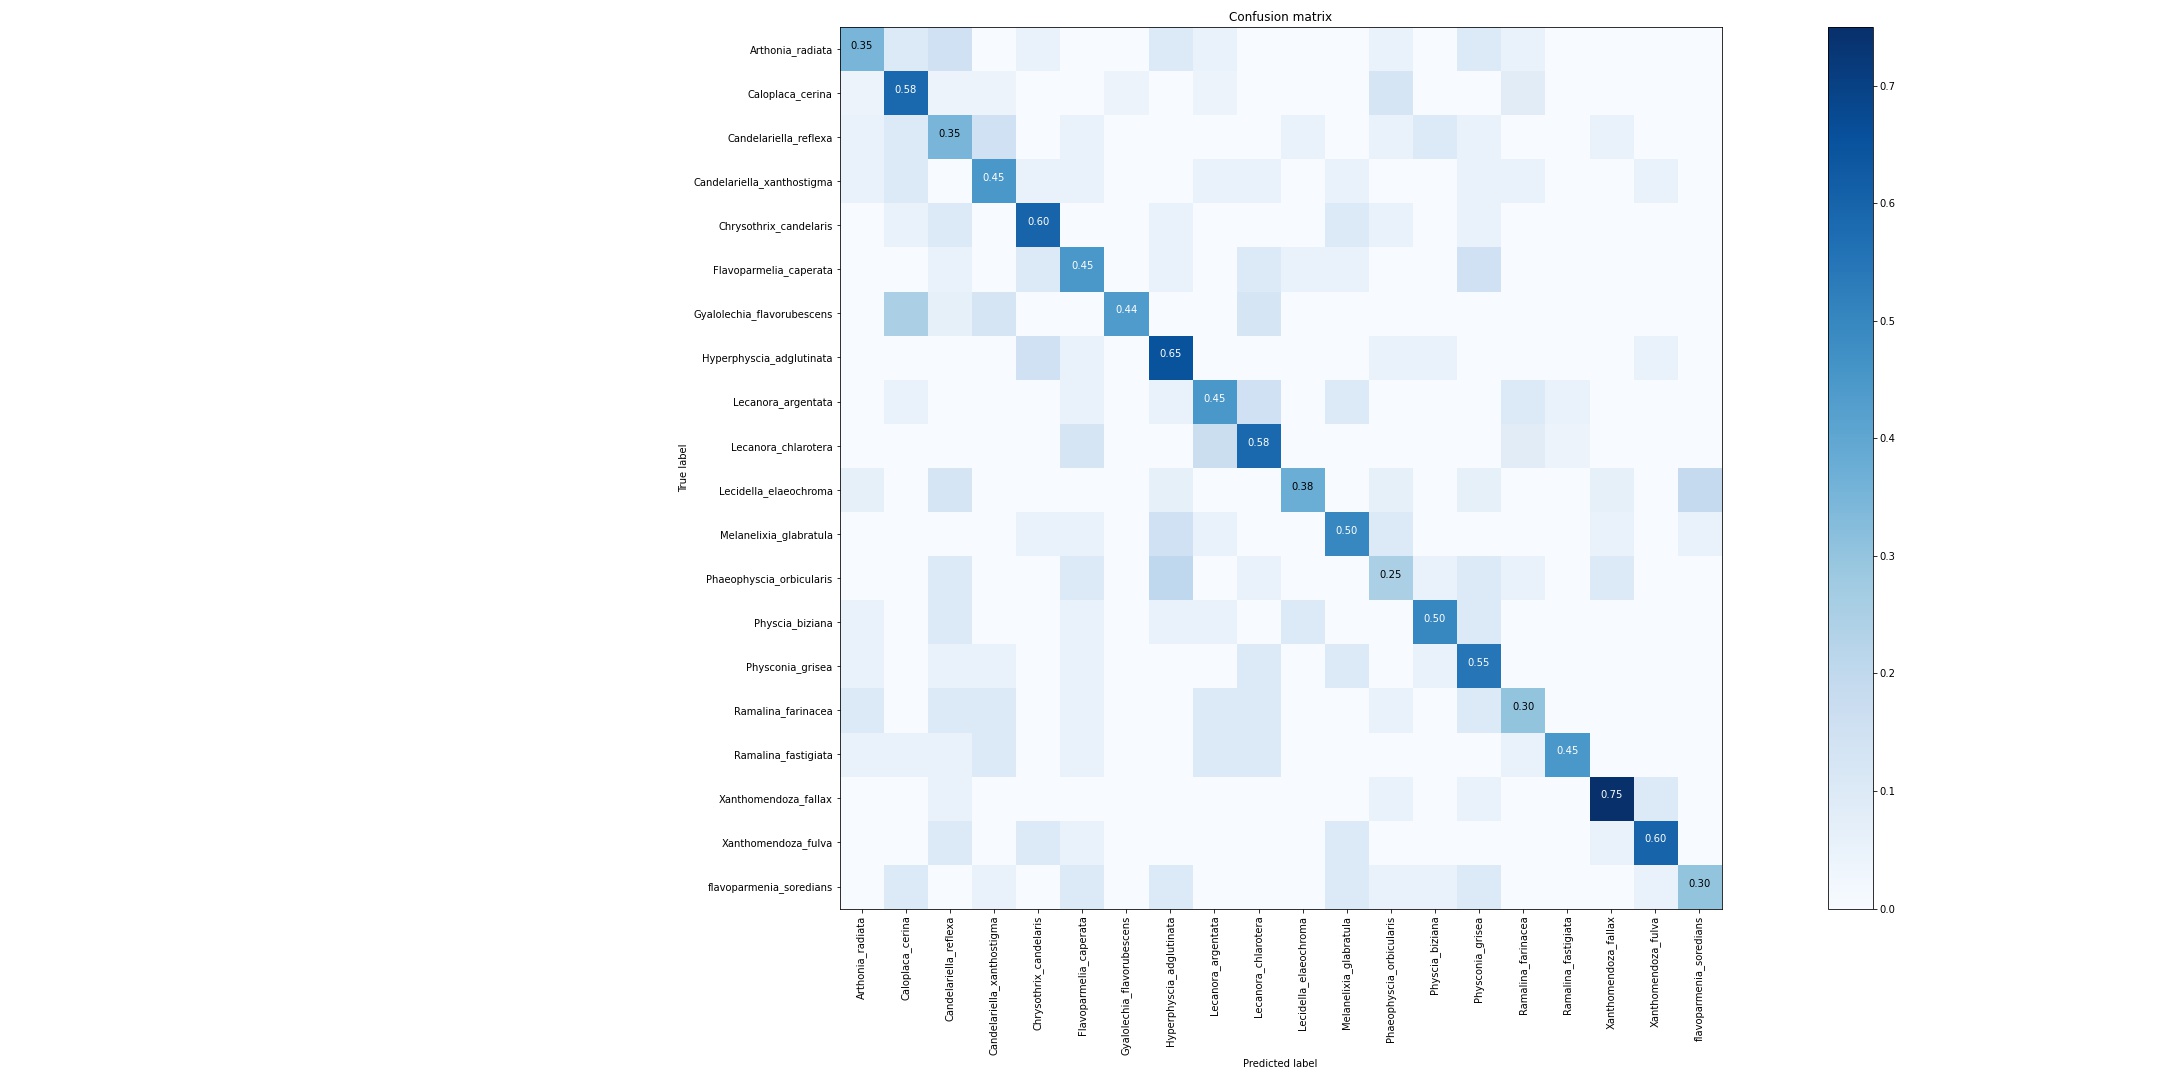 Confusion matrix
True label
Arthonia_radiata 0.35
Caloplaca_cerina 0.58
Candelariella_reflexa 0.35
Candelariella_xanthostigma 0.45
Chrysothrix_candelaris 0.60
Flavoparmelia_caperata 0.45
Gyalolechia_flavorubescens 0.44
Hyperphyscia_adglutinata 0.65
Lecanora_argentata 0.45
Lecanora_chlarotera 0.58
Lecidella_elaeochroma 0.38
Melanelixia_glabratula 0.50
Phaeophyscia_orbicularis 0.25
Physcia_biziana 0.50
Physconia_grisea 0.55
Ramalina_farinacea 0.30
Ramalina_fastigiata 0.45
Xanthomendoza_fallax 0.75
Xanthomendoza_fulva 0.60
flavoparmenia_soredians 0.30
Arthonia_radiata
Caloplaca_cerina
Candelariella_reflexa
Candelariella_xanthostigma
Chrysothrix_candelaris
Flavoparmelia_caperata
Gyalolechia_flavorubescens
Hyperphyscia_adglutinata
Lecanora_argentata
Lecanora_chlarotera
Lecidella_elaeochroma
Melanelixia_glabratula
Phaeophyscia_orbicularis
Physcia_biziana
Physconia_grisea
Ramalina_farinacea
Ramalina_fastigiata
Xanthomendoza_fallax
Xanthomendoza_fulva
flavoparmenia_soredians
Predicted label
0.7
0.6
0.5
0.4
0.3
0.2
0.1
0.0